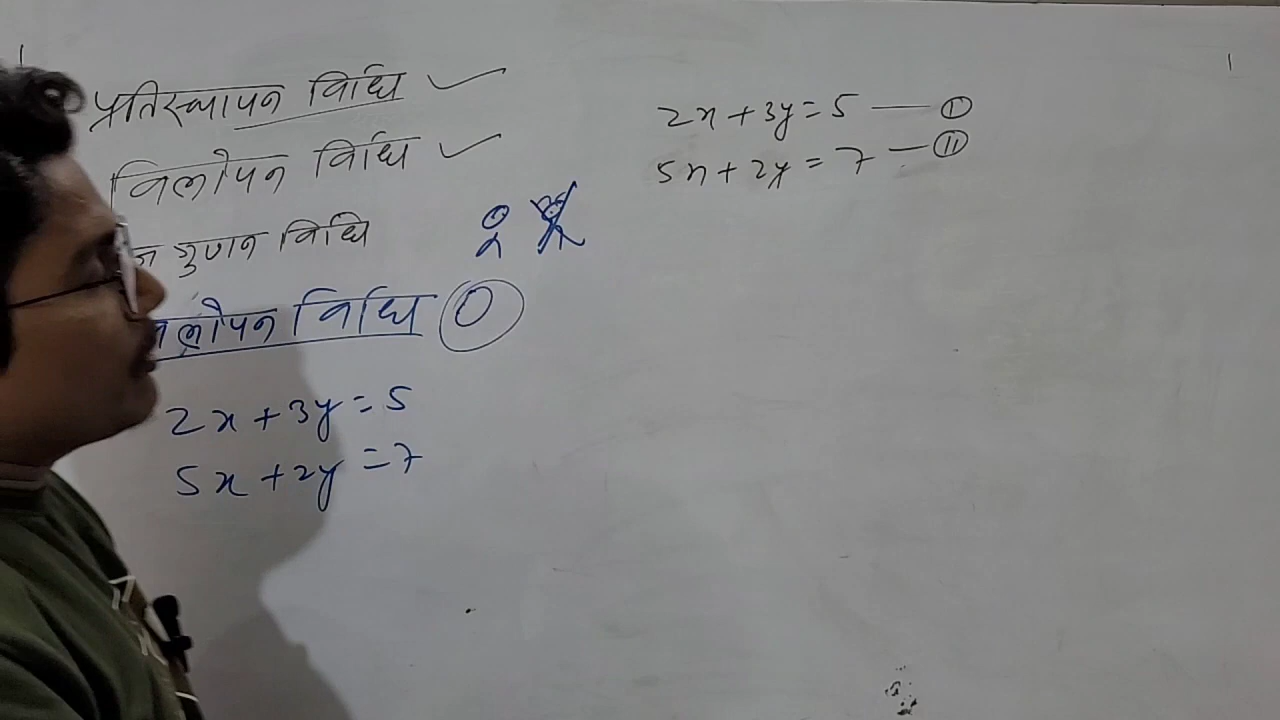 प्रतिस्थापन विधि
विलोपन विधि
गुणन विधि
विधि
2x + 3y = 5
5x + 2y = 7
2x + 3y = 5 — I
5x + 2y = 7 — II